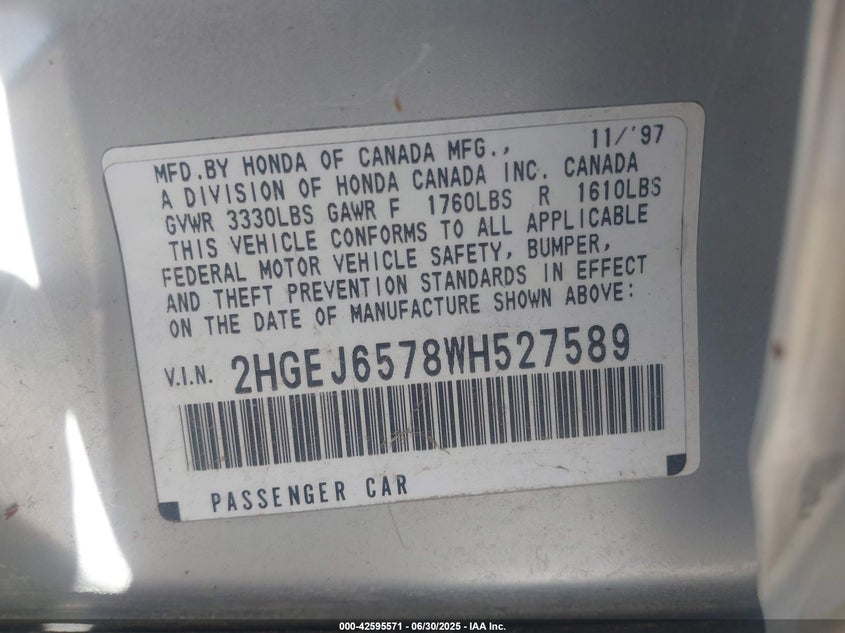 MFD.BY HONDA OF CANADA MFG., 11/'97
A DIVISION OF HONDA CANADA INC. CANADA
GVWR 3330LBS GAWR F 1760LBS R 1610LBS
THIS VEHICLE CONFORMS TO ALL APPLICABLE
FEDERAL MOTOR VEHICLE SAFETY, BUMPER,
AND THEFT PREVENTION STANDARDS IN EFFECT
ON THE DATE OF MANUFACTURE SHOWN ABOVE:
V.I.N. 2HGEJ6578WH527589
PASSENGER CAR
000-42595571 / 06/30/2025 - IAA Inc.